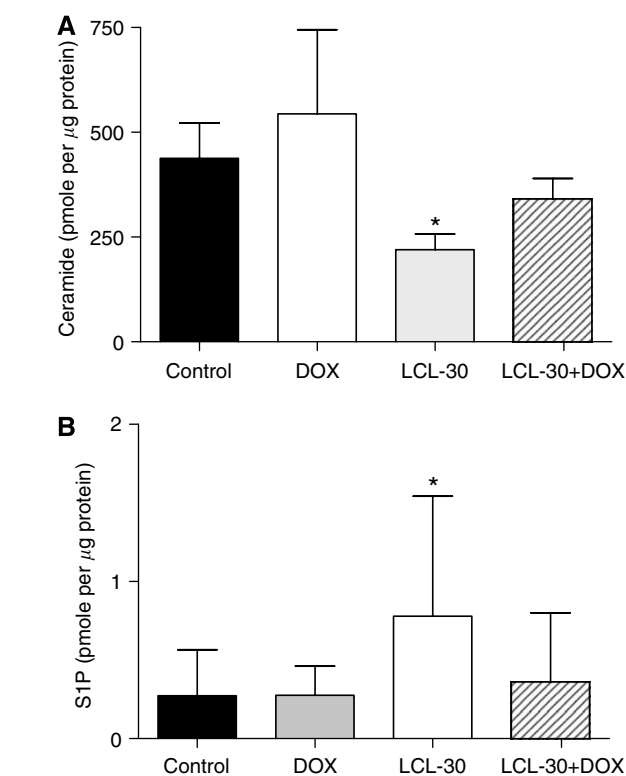 A
Ceramide (pmole per μg protein)
750
500
250
0
*
Control DOX LCL-30 LCL-30+DOX
B
S1P (pmole per μg protein)
2
1
0
*
Control DOX LCL-30 LCL-30+DOX